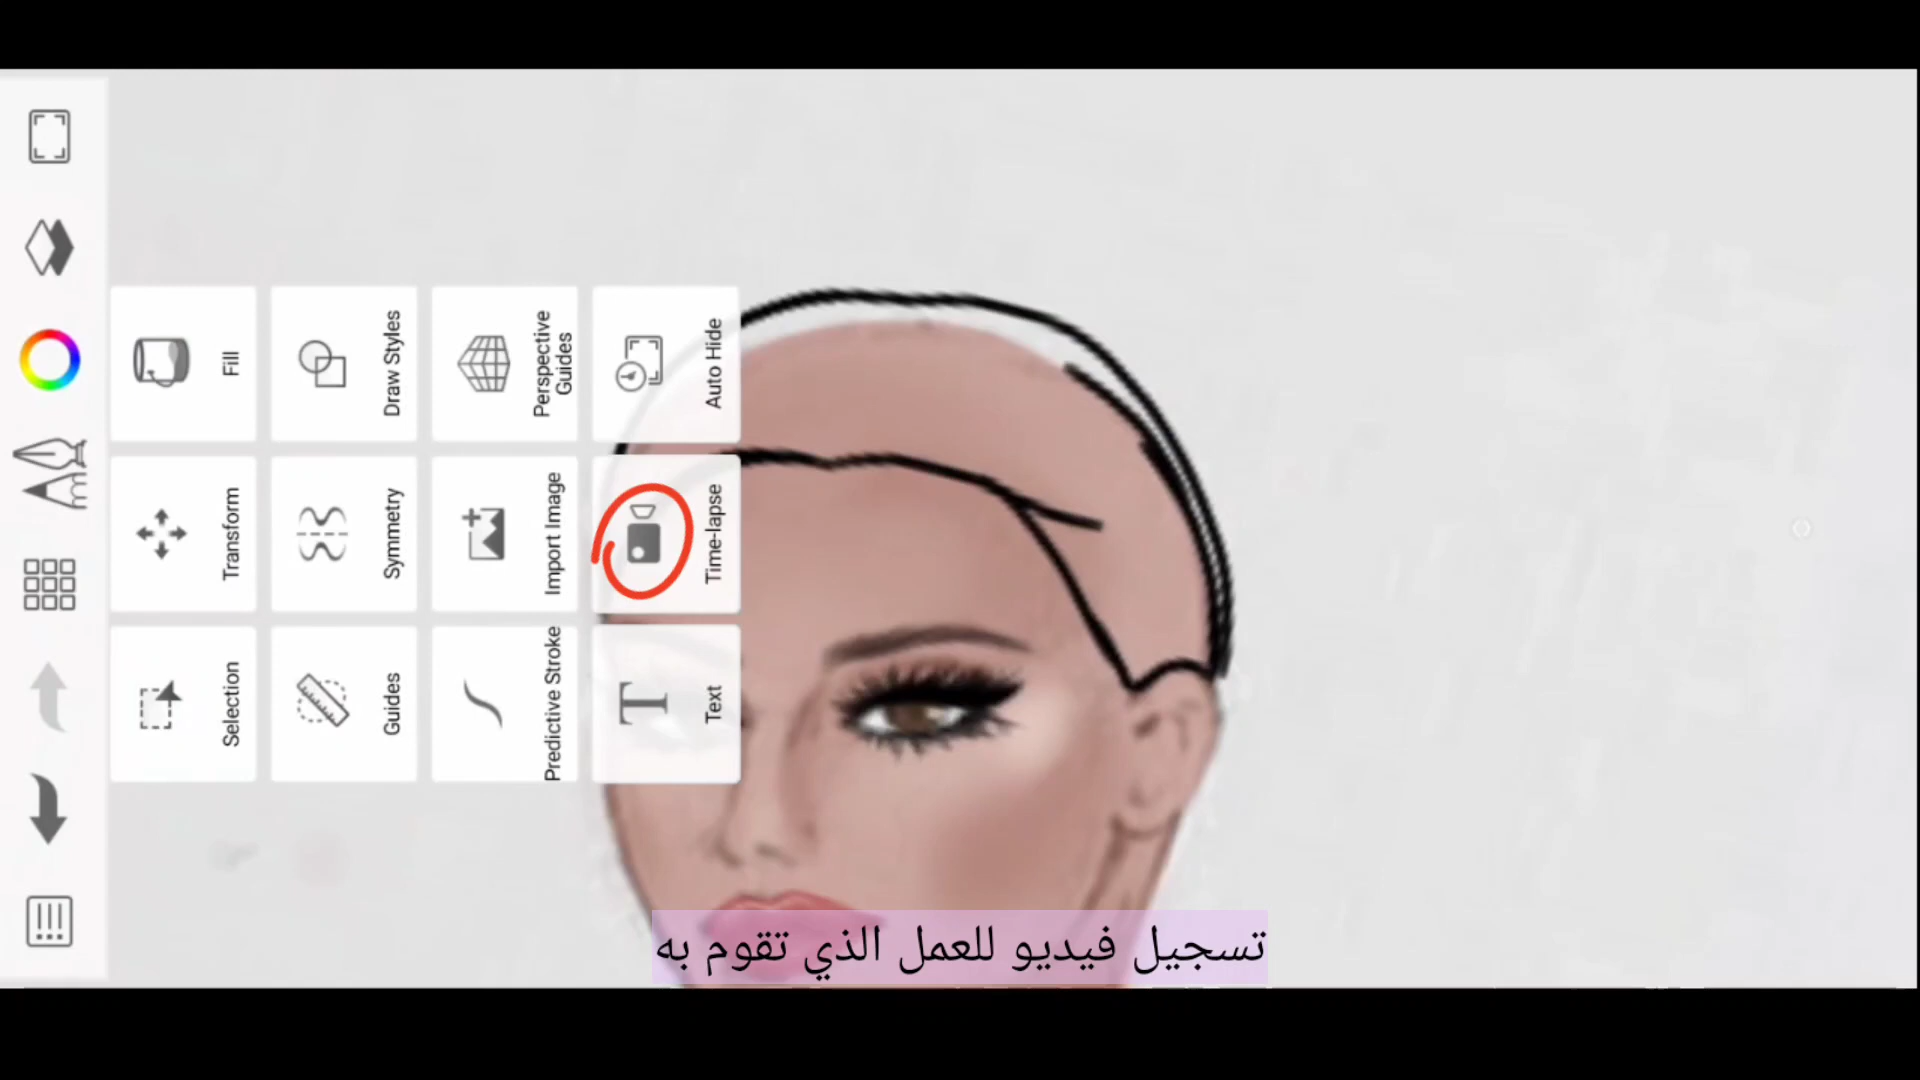 Fill
Draw Styles
Perspective
Guides
Auto Hide
Transform
Symmetry
Import Image
Time-lapse
Selection
Guides
Predictive Stroke
Text
تسجيل فيديو للعمل الذي تقوم به